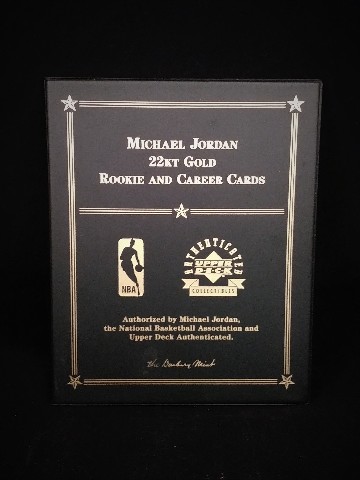 MICHAEL JORDAN
22KT GOLD
ROOKIE AND CAREER CARDS
NBA
AUTHENTICATED
UPPER DECK
COLLECTIBLES
Authorized by Michael Jordan,
the National Basketball Association and
Upper Deck Authenticated.
the Danbury Mint